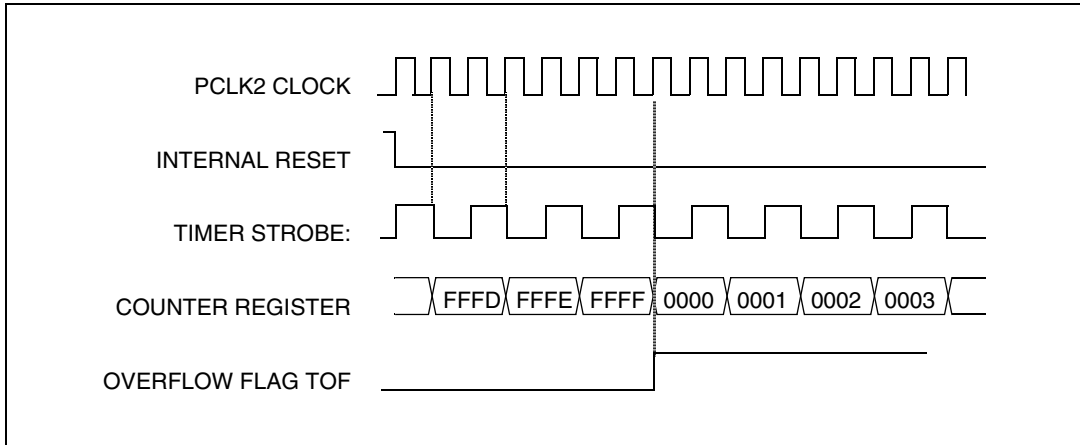 PCLK2 CLOCK
INTERNAL RESET
TIMER STROBE:
COUNTER REGISTER
FFFD FFFE FFFF 0000 0001 0002 0003
OVERFLOW FLAG TOF